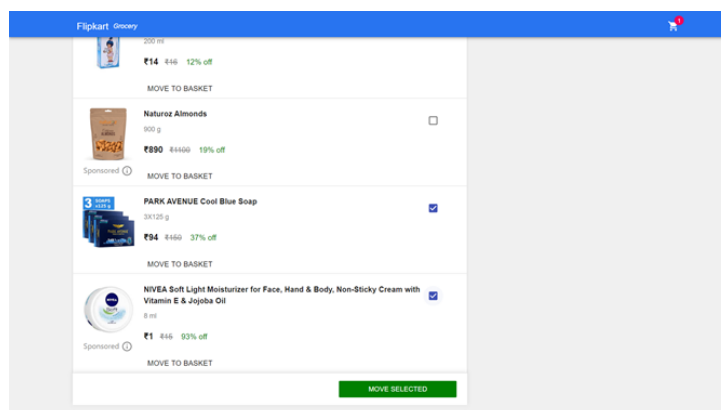 Flipkart Grocery
1
200 ml
₹14 ₹16 12% off
MOVE TO BASKET
Naturoz Almonds
900 g
₹890 ₹1100 19% off
Sponsored
MOVE TO BASKET
3 SOAPS
PARK AVENUE Cool Blue Soap
3X125 g
₹94 ₹150 37% off
MOVE TO BASKET
NIVEA Soft Light Moisturizer for Face, Hand & Body, Non-Sticky Cream with
Vitamin E & Jojoba Oil
NIVEA
8 ml
₹1 ₹15 93% off
Sponsored
MOVE TO BASKET
MOVE SELECTED